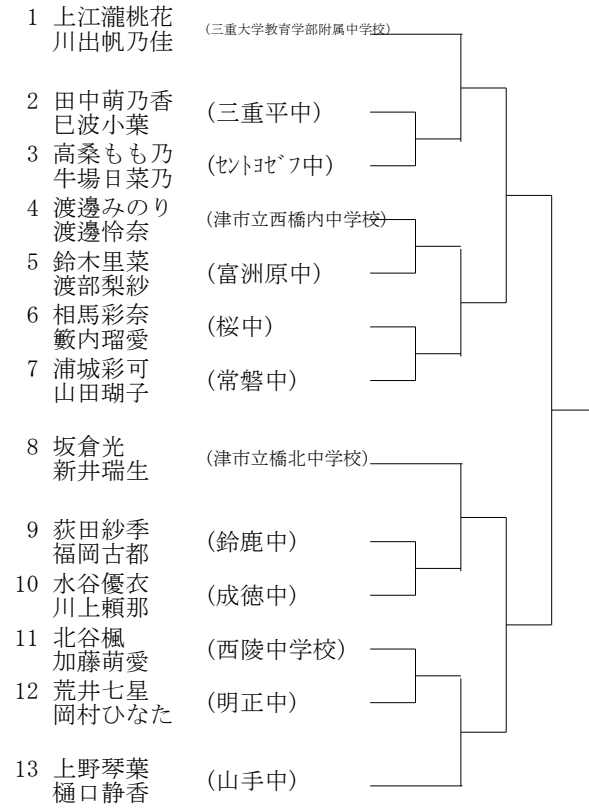 1 上江瀧桃花
川出帆乃佳
(三重大学教育学部附属中学校)
2 田中萌乃香
巳波小葉
(三重平中)
3 高桑もも乃
牛場日菜乃
(ｾﾝﾄﾖｾﾞﾌ中)
4 渡邊みのり
渡邊怜奈
(津市立西橋内中学校)
5 鈴木里菜
渡部梨紗
(富洲原中)
6 相馬彩奈
籔内瑠愛
(桜中)
7 浦城彩可
山田瑚子
(常磐中)
8 坂倉光
新井瑞生
(津市立橋北中学校)
9 荻田紗季
福岡古都
(鈴鹿中)
10 水谷優衣
川上頼那
(成徳中)
11 北谷楓
加藤萌愛
(西陵中学校)
12 荒井七星
岡村ひなた
(明正中)
13 上野琴葉
樋口静香
(山手中)